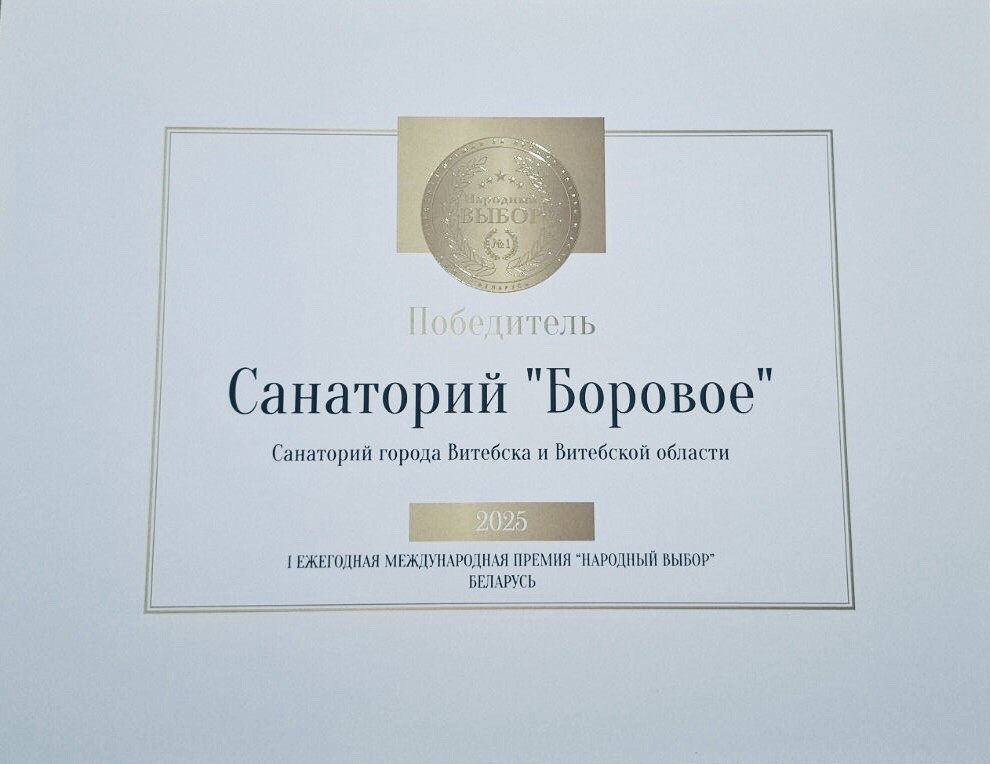 Народный
ВЫБОР
№1
БЕЛАРУСЬ
Победитель
Санаторий "Боровое"
Санаторий города Витебска и Витебской области
2025
I ЕЖЕГОДНАЯ МЕЖДУНАРОДНАЯ ПРЕМИЯ “НАРОДНЫЙ ВЫБОР”
БЕЛАРУСЬ